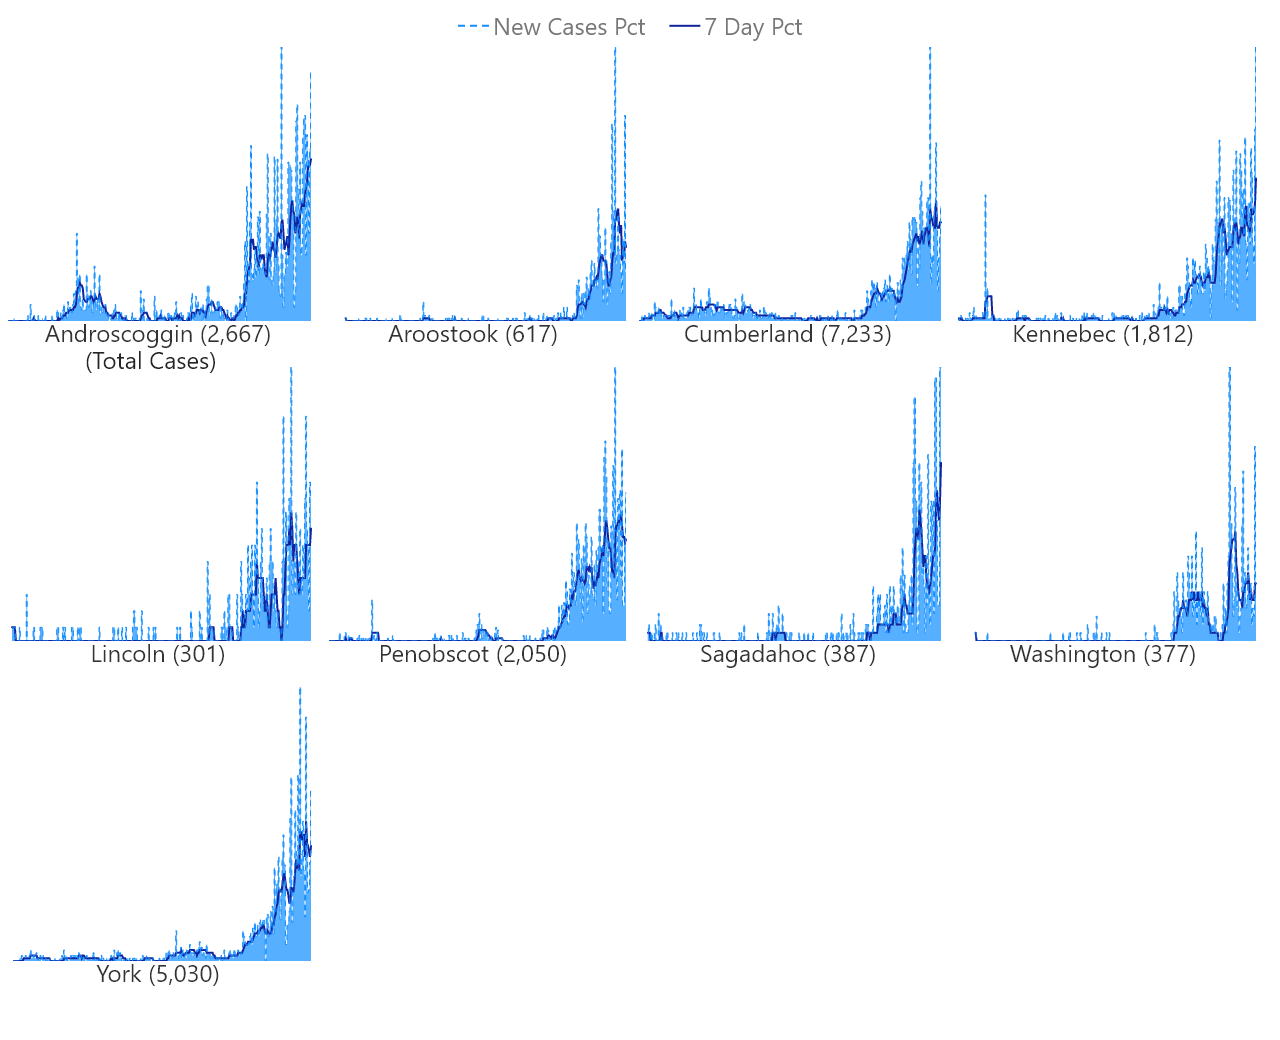 New Cases Pct 7 Day Pct
Androscoggin (2,667)
(Total Cases)
Aroostook (617)
Cumberland (7,233)
Kennebec (1,812)
Lincoln (301)
Penobscot (2,050)
Sagadahoc (387)
Washington (377)
York (5,030)